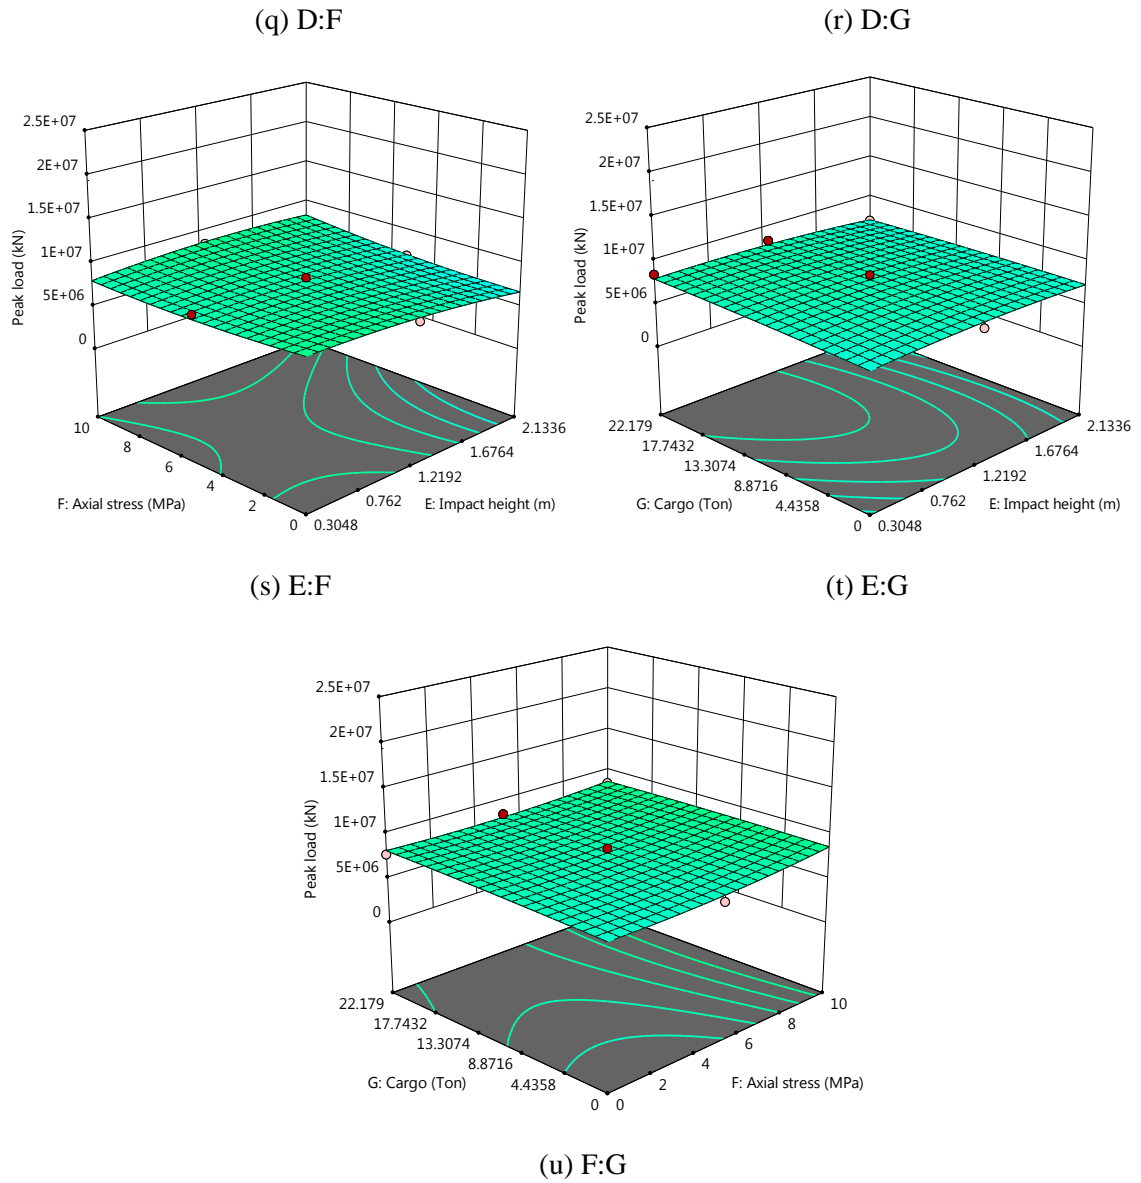 (q) D:F
(r) D:G
2.5E+07
2E+07
1.5E+07
1E+07
5E+06
0
Peak load (kN)
10
8
6
4
2
0
F: Axial stress (MPa)
0.3048
0.762
1.2192
1.6764
2.1336
E: Impact height (m)
2.5E+07
2E+07
1.5E+07
1E+07
5E+06
0
Peak load (kN)
22.179
17.7432
13.3074
8.8716
4.4358
0
G: Cargo (Ton)
0.3048
0.762
1.2192
1.6764
2.1336
E: Impact height (m)
(s) E:F
(t) E:G
2.5E+07
2E+07
1.5E+07
1E+07
5E+06
0
Peak load (kN)
22.179
17.7432
13.3074
8.8716
4.4358
0
G: Cargo (Ton)
0
2
4
6
8
10
F: Axial stress (MPa)
(u) F:G